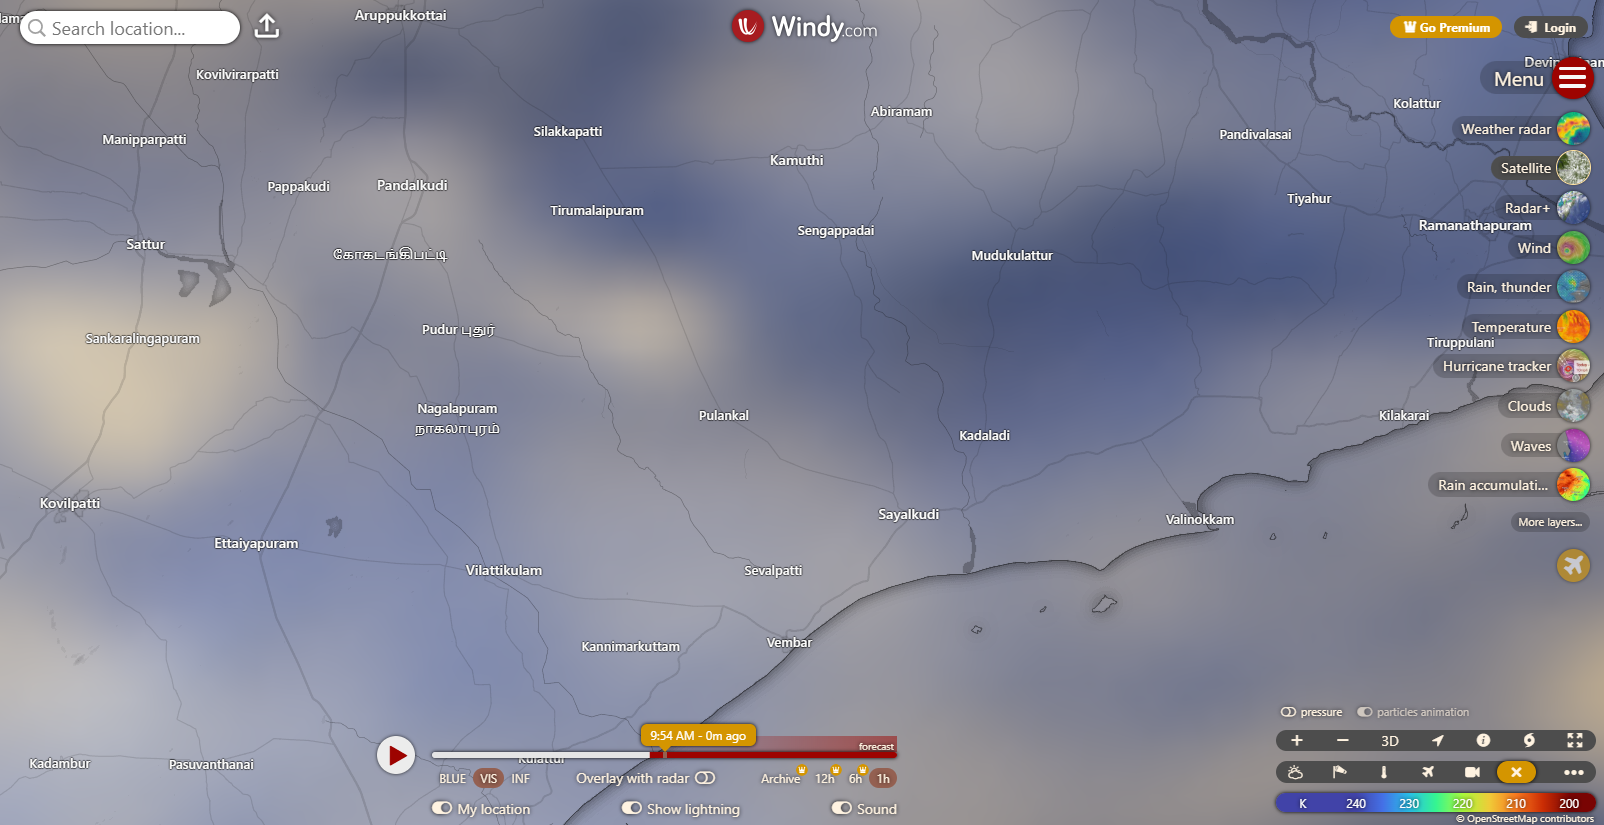 Aruppukkottai
Search location...
Windy.com
Go Premium
Login
Menu
Kovilvirarpatti
Kolattur
Abiramam
Weather radar
Silakkapatti
Pandivalasai
Manipparpatti
Kamuthi
Satellite
Pappakudi
Pandalkudi
Tiyahur
Radar+
Tirumalaipuram
Ramanathapuram
Sengappadai
Sattur
Wind
கோகடங்கிபட்டி
Mudukulattur
Rain, thunder
Temperature
Pudur புதூர்
Sankaralingapuram
Tiruppulani
Hurricane tracker
Clouds
Nagalapuram
நாகலாபுரம்
Pulankal
Kilakarai
Kadaladi
Waves
Rain accumulati...
Kovilpatti
Sayalkudi
Valinokkam
More layers...
Ettaiyapuram
Vilattikulam
Sevalpatti
Kannimarkuttam
Vembar
pressure
particles animation
9:54 AM - 0m ago
forecast
3D
Kadambur
Pasuvanthanai
Kulattur
BLUE VIS INF
Overlay with radar
Archive 12h 6h 1h
My location
Show lightning
Sound
K 240 230 220 210 200
© OpenStreetMap contributors